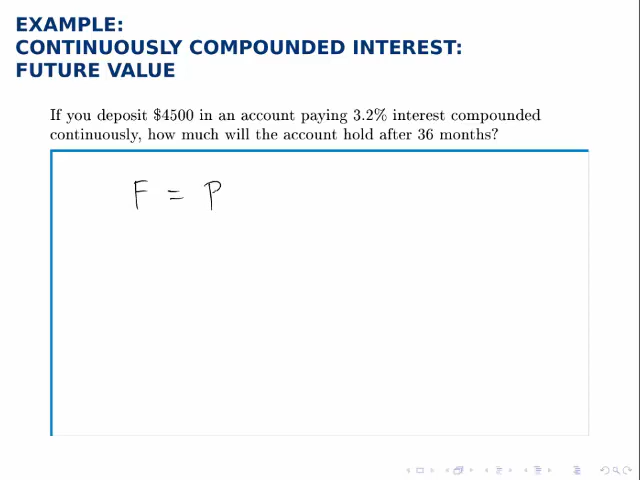 EXAMPLE:
CONTINUOUSLY COMPOUNDED INTEREST:
FUTURE VALUE
If you deposit $4500 in an account paying 3.2% interest compounded
continuously, how much will the account hold after 36 months?
F = P